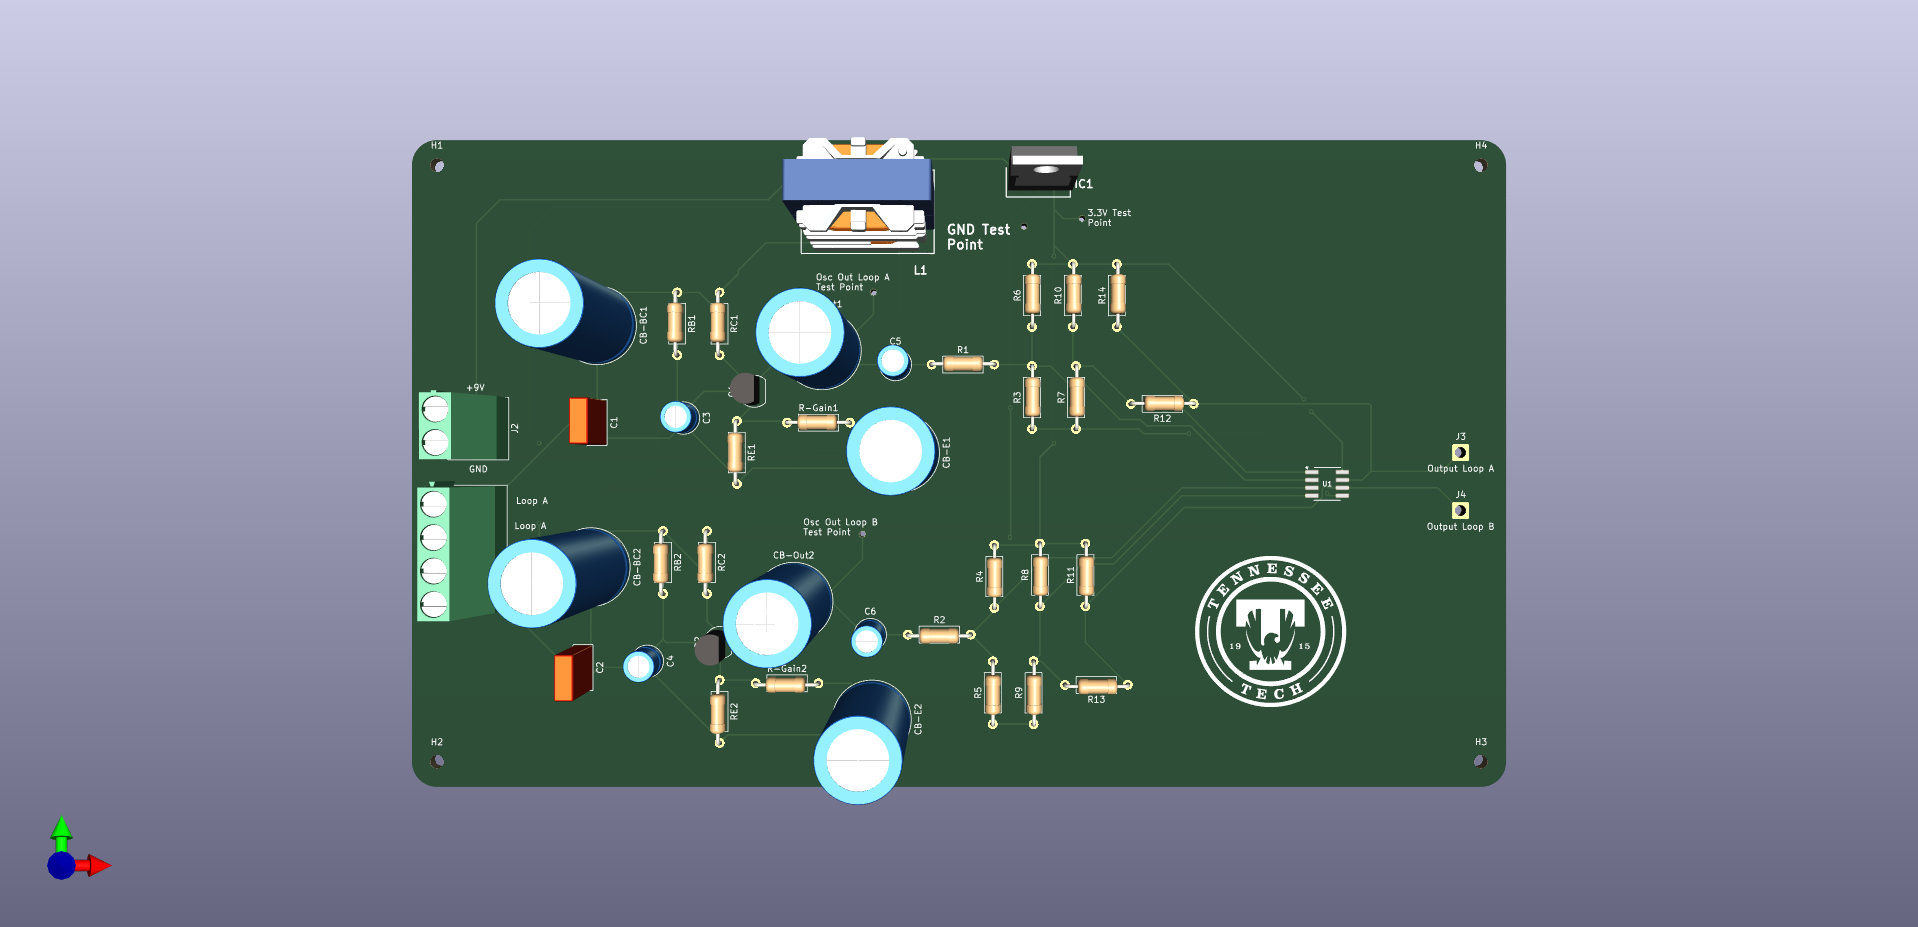 H1
H4
IC1
3.3V Test
Point
GND Test
Point
L1
Osc Out Loop A
Test Point
CB-BC1
RB1
RC1
R6
R10
R14
C5
R1
+9V
J2
GND
C1
C3
R-Gain1
RE1
CB-E1
R3
R7
R12
J3
Output Loop A
U1
J4
Output Loop B
Loop A
Loop A
Osc Out Loop B
Test Point
CB-BC2
RB2
RC2
CB-Out2
R4
R8
R11
C6
R2
C2
C4
R-Gain2
RE2
CB-E2
R5
R9
R13
TENNESSEE
T
19 15
TECH
H2
H3